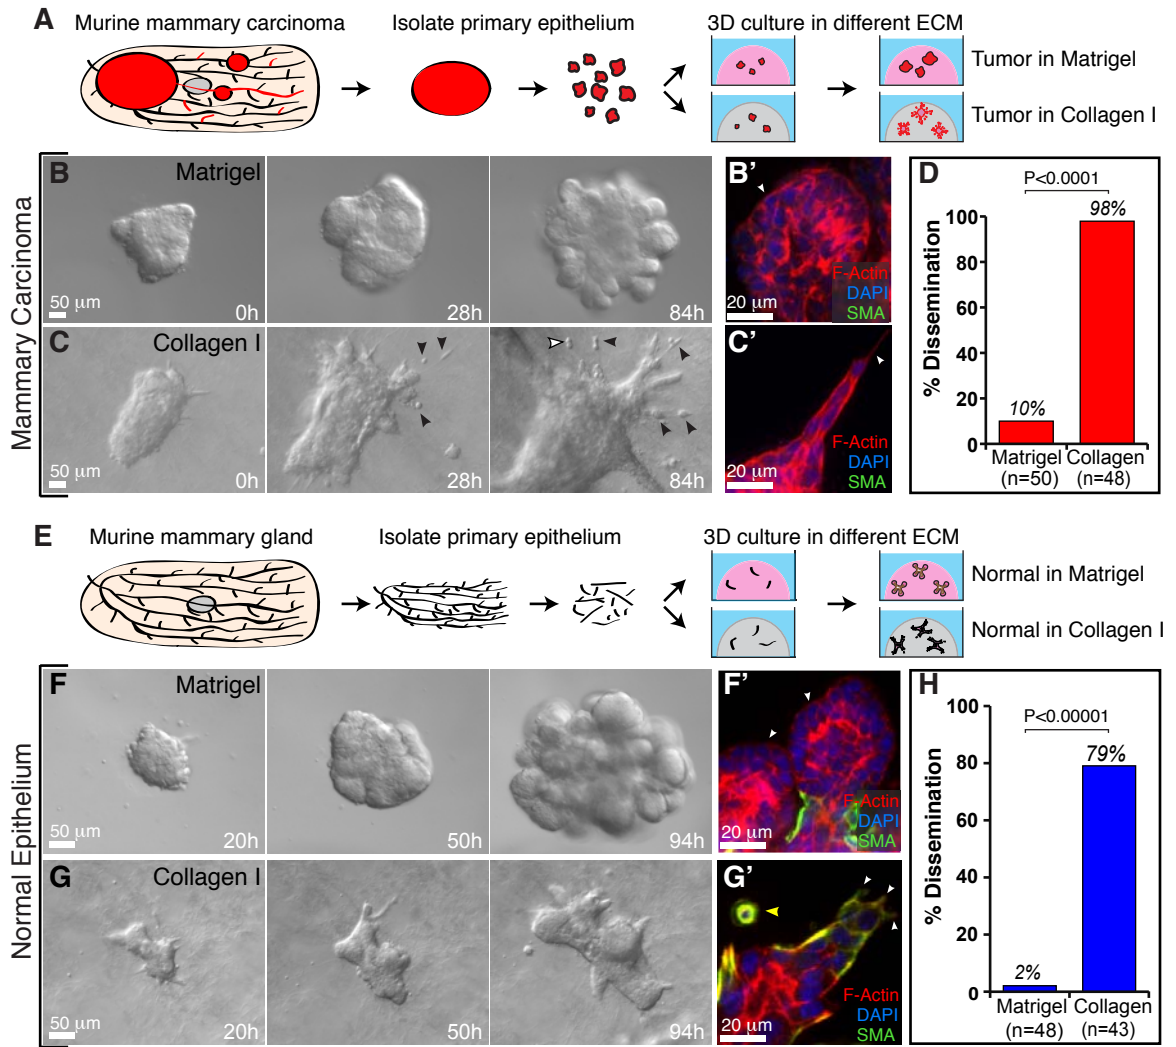 A
Murine mammary carcinoma
Isolate primary epithelium
3D culture in different ECM
Tumor in Matrigel
Tumor in Collagen I
Mammary Carcinoma
B
Matrigel
50 μm
0h
28h
84h
B'
F-Actin
DAPI
SMA
20 μm
C
Collagen I
50 μm
0h
28h
84h
C'
F-Actin
DAPI
SMA
20 μm
D
P<0.0001
% Dissemination
100
80
60
40
20
0
10%
98%
Matrigel
(n=50)
Collagen
(n=48)
E
Murine mammary gland
Isolate primary epithelium
3D culture in different ECM
Normal in Matrigel
Normal in Collagen I
Normal Epithelium
F
Matrigel
50 μm
20h
50h
94h
F'
F-Actin
DAPI
SMA
20 μm
G
Collagen I
50 μm
20h
50h
94h
G'
F-Actin
DAPI
SMA
20 μm
H
P<0.00001
% Dissemination
100
80
60
40
20
0
2%
79%
Matrigel
(n=48)
Collagen
(n=43)